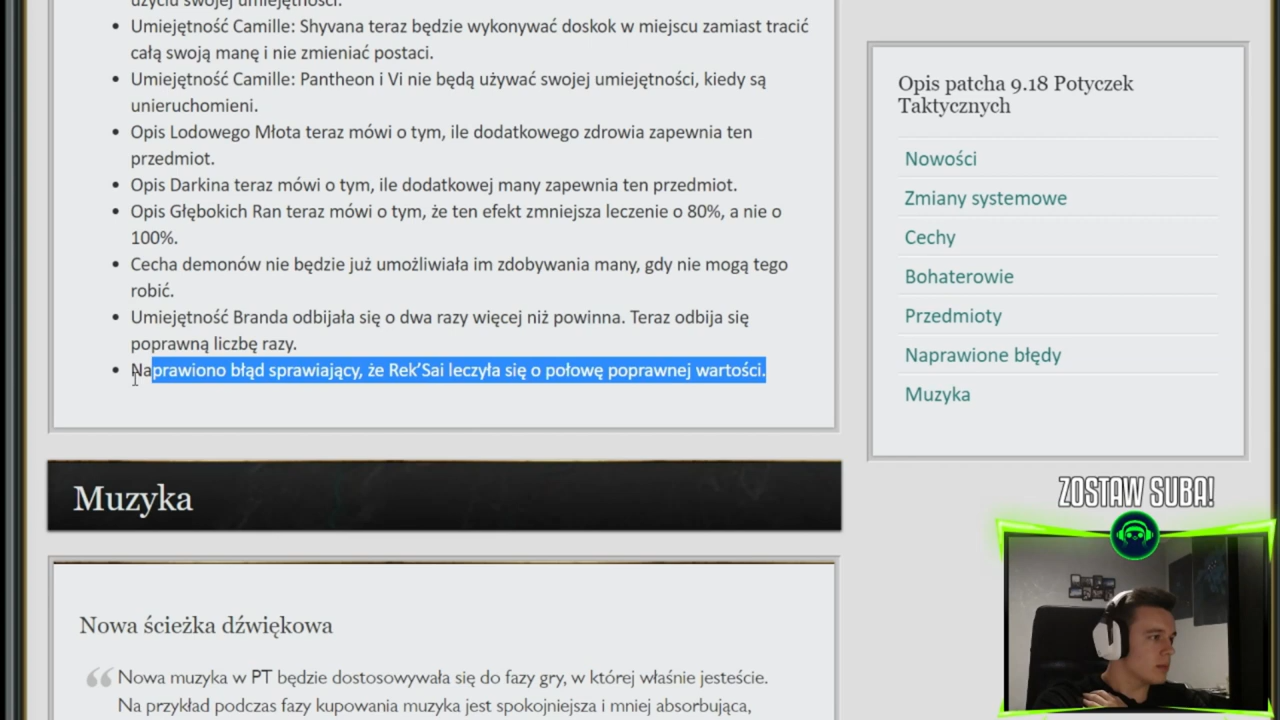 użyciu swojej umiejętności.
Umiejętność Camille: Shyvana teraz będzie wykonywać doskok w miejscu zamiast tracić
całą swoją manę i nie zmieniać postaci.
Umiejętność Camille: Pantheon i Vi nie będą używać swojej umiejętności, kiedy są
unieruchomieni.
Opis Lodowego Młota teraz mówi o tym, ile dodatkowego zdrowia zapewnia ten
przedmiot.
Opis Darkina teraz mówi o tym, ile dodatkowej many zapewnia ten przedmiot.
Opis Głębokich Ran teraz mówi o tym, że ten efekt zmniejsza leczenie o 80%, a nie o
100%.
Cecha demonów nie będzie już umożliwiała im zdobywania many, gdy nie mogą tego
robić.
Umiejętność Branda odbijała się o dwa razy więcej niż powinna. Teraz odbija się
poprawną liczbę razy.
Naprawiono błąd sprawiający, że Rek’Sai leczyła się o połowę poprawnej wartości.
Muzyka
Nowa ścieżka dźwiękowa
Nowa muzyka w PT będzie dostosowywała się do fazy gry, w której właśnie jesteście.
Na przykład podczas fazy kupowania muzyka jest spokojniejsza i mniej absorbująca,
Opis patcha 9.18 Potyczek
Taktycznych
Nowości
Zmiany systemowe
Cechy
Bohaterowie
Przedmioty
Naprawione błędy
Muzyka
ZOSTAW SUBA!